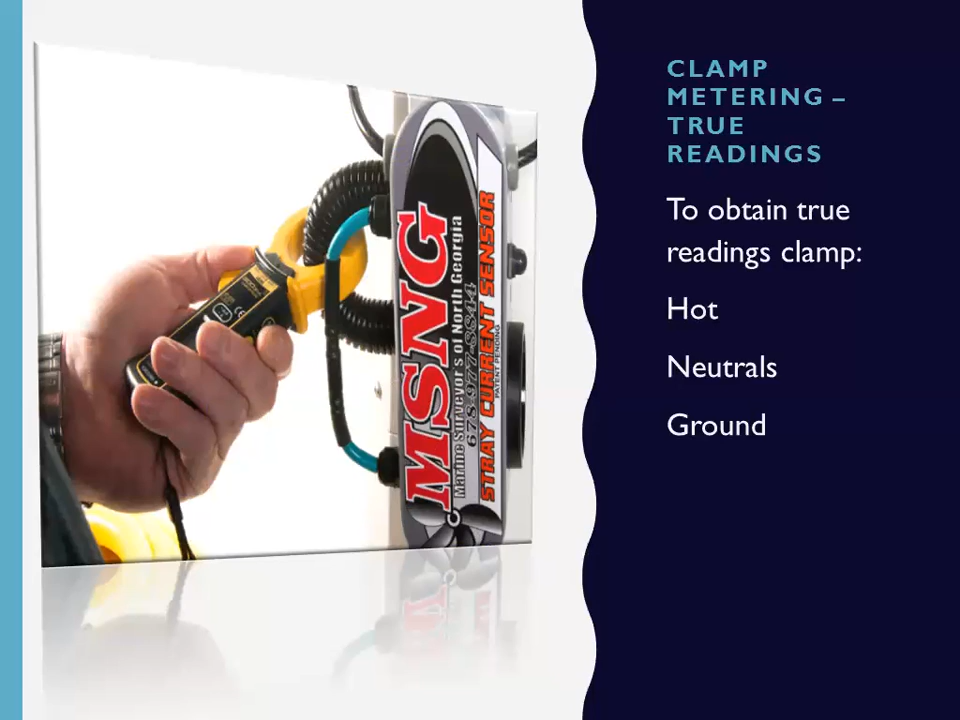 CLAMP
METERING –
TRUE
READINGS
To obtain true
readings clamp:
Hot
Neutrals
Ground
MSNG
Marine Surveyor's of North Georgia
678-977-3844
STRAY CURRENT SENSOR
PATENT PENDING